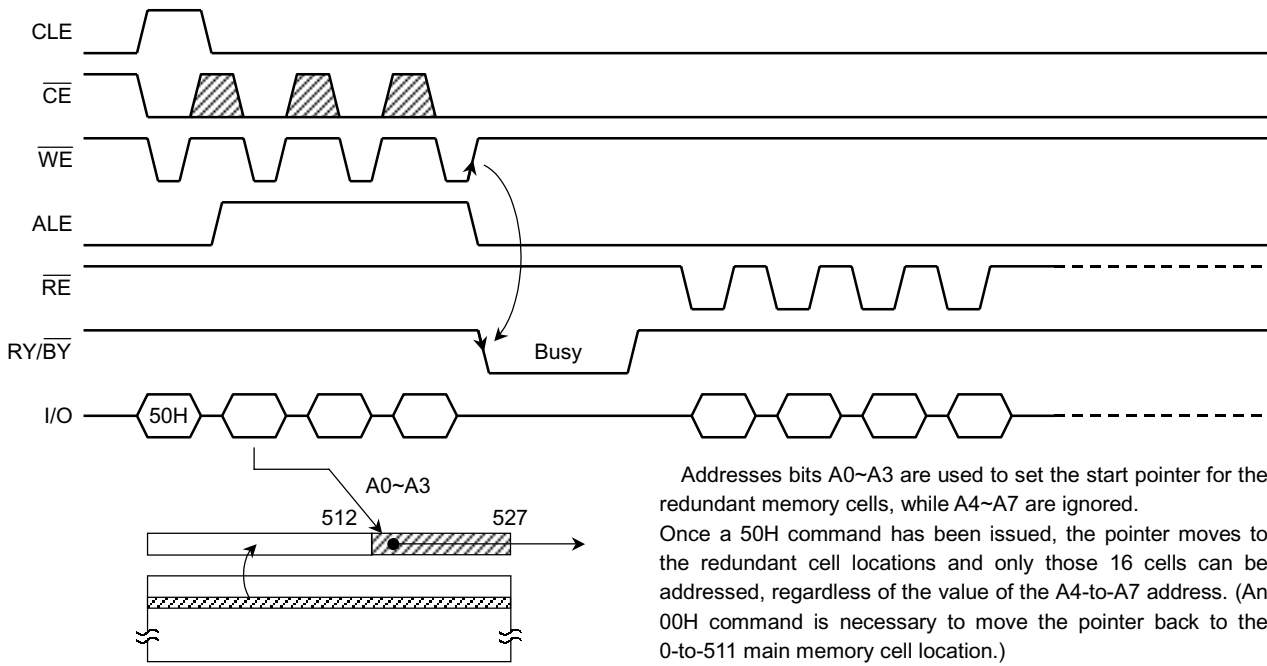 CLE
CE
WE
ALE
RE
RY/BY
Busy
I/O
50H
A0~A3
512
527
Addresses bits A0~A3 are used to set the start pointer for the
redundant memory cells, while A4~A7 are ignored.
Once a 50H command has been issued, the pointer moves to
the redundant cell locations and only those 16 cells can be
addressed, regardless of the value of the A4-to-A7 address. (An
00H command is necessary to move the pointer back to the
0-to-511 main memory cell location.)